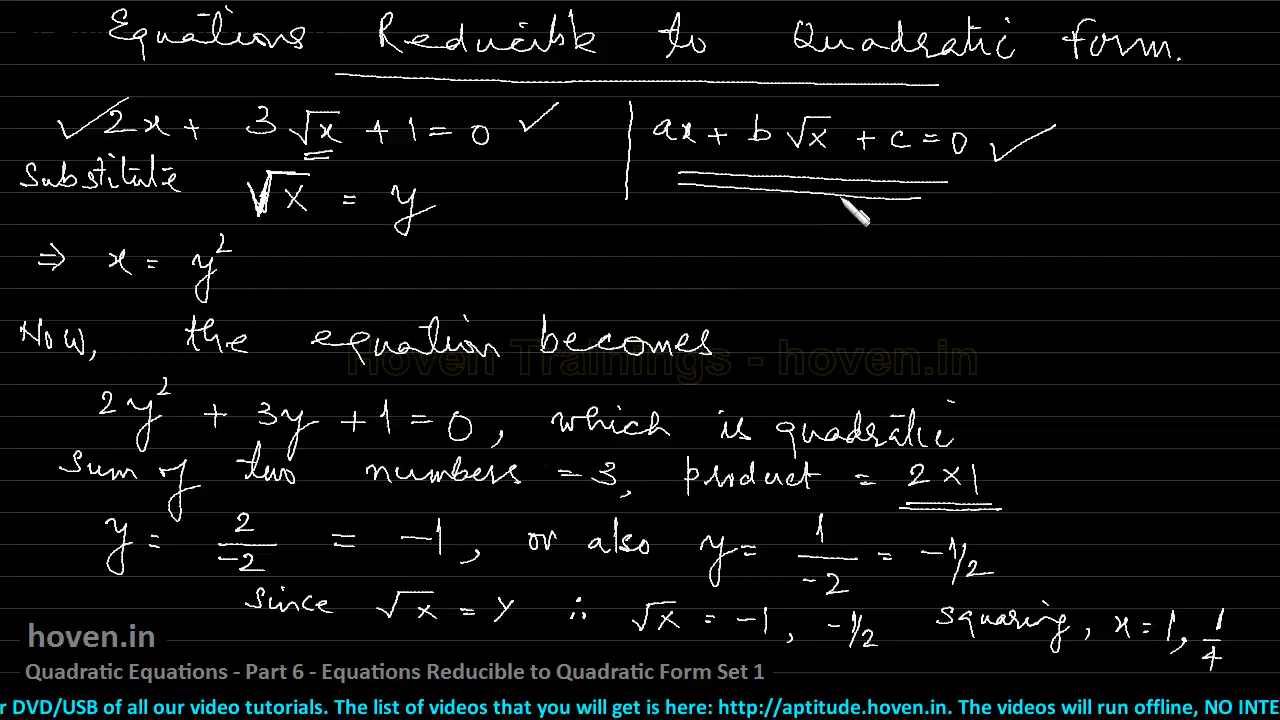 Equations Reducible to Quadratic Form.
2x + 3√x + 1 = 0
ax + b√x + c = 0
Substitute √x = y
⇒ x = y²
Now, the equation becomes
Hoven Trainings - hoven.in
2y² + 3y + 1 = 0, which is quadratic
Sum of two numbers = 3, product = 2 × 1
y = 2/-2 = -1, or also y = 1/-2 = -1/2
Since √x = y ∴ √x = -1, -1/2 squaring, x = 1, 1/4
hoven.in
Quadratic Equations - Part 6 - Equations Reducible to Quadratic Form Set 1
r DVD/USB of all our video tutorials. The list of videos that you will get is here: http://aptitude.hoven.in. The videos will run offline, NO INTE